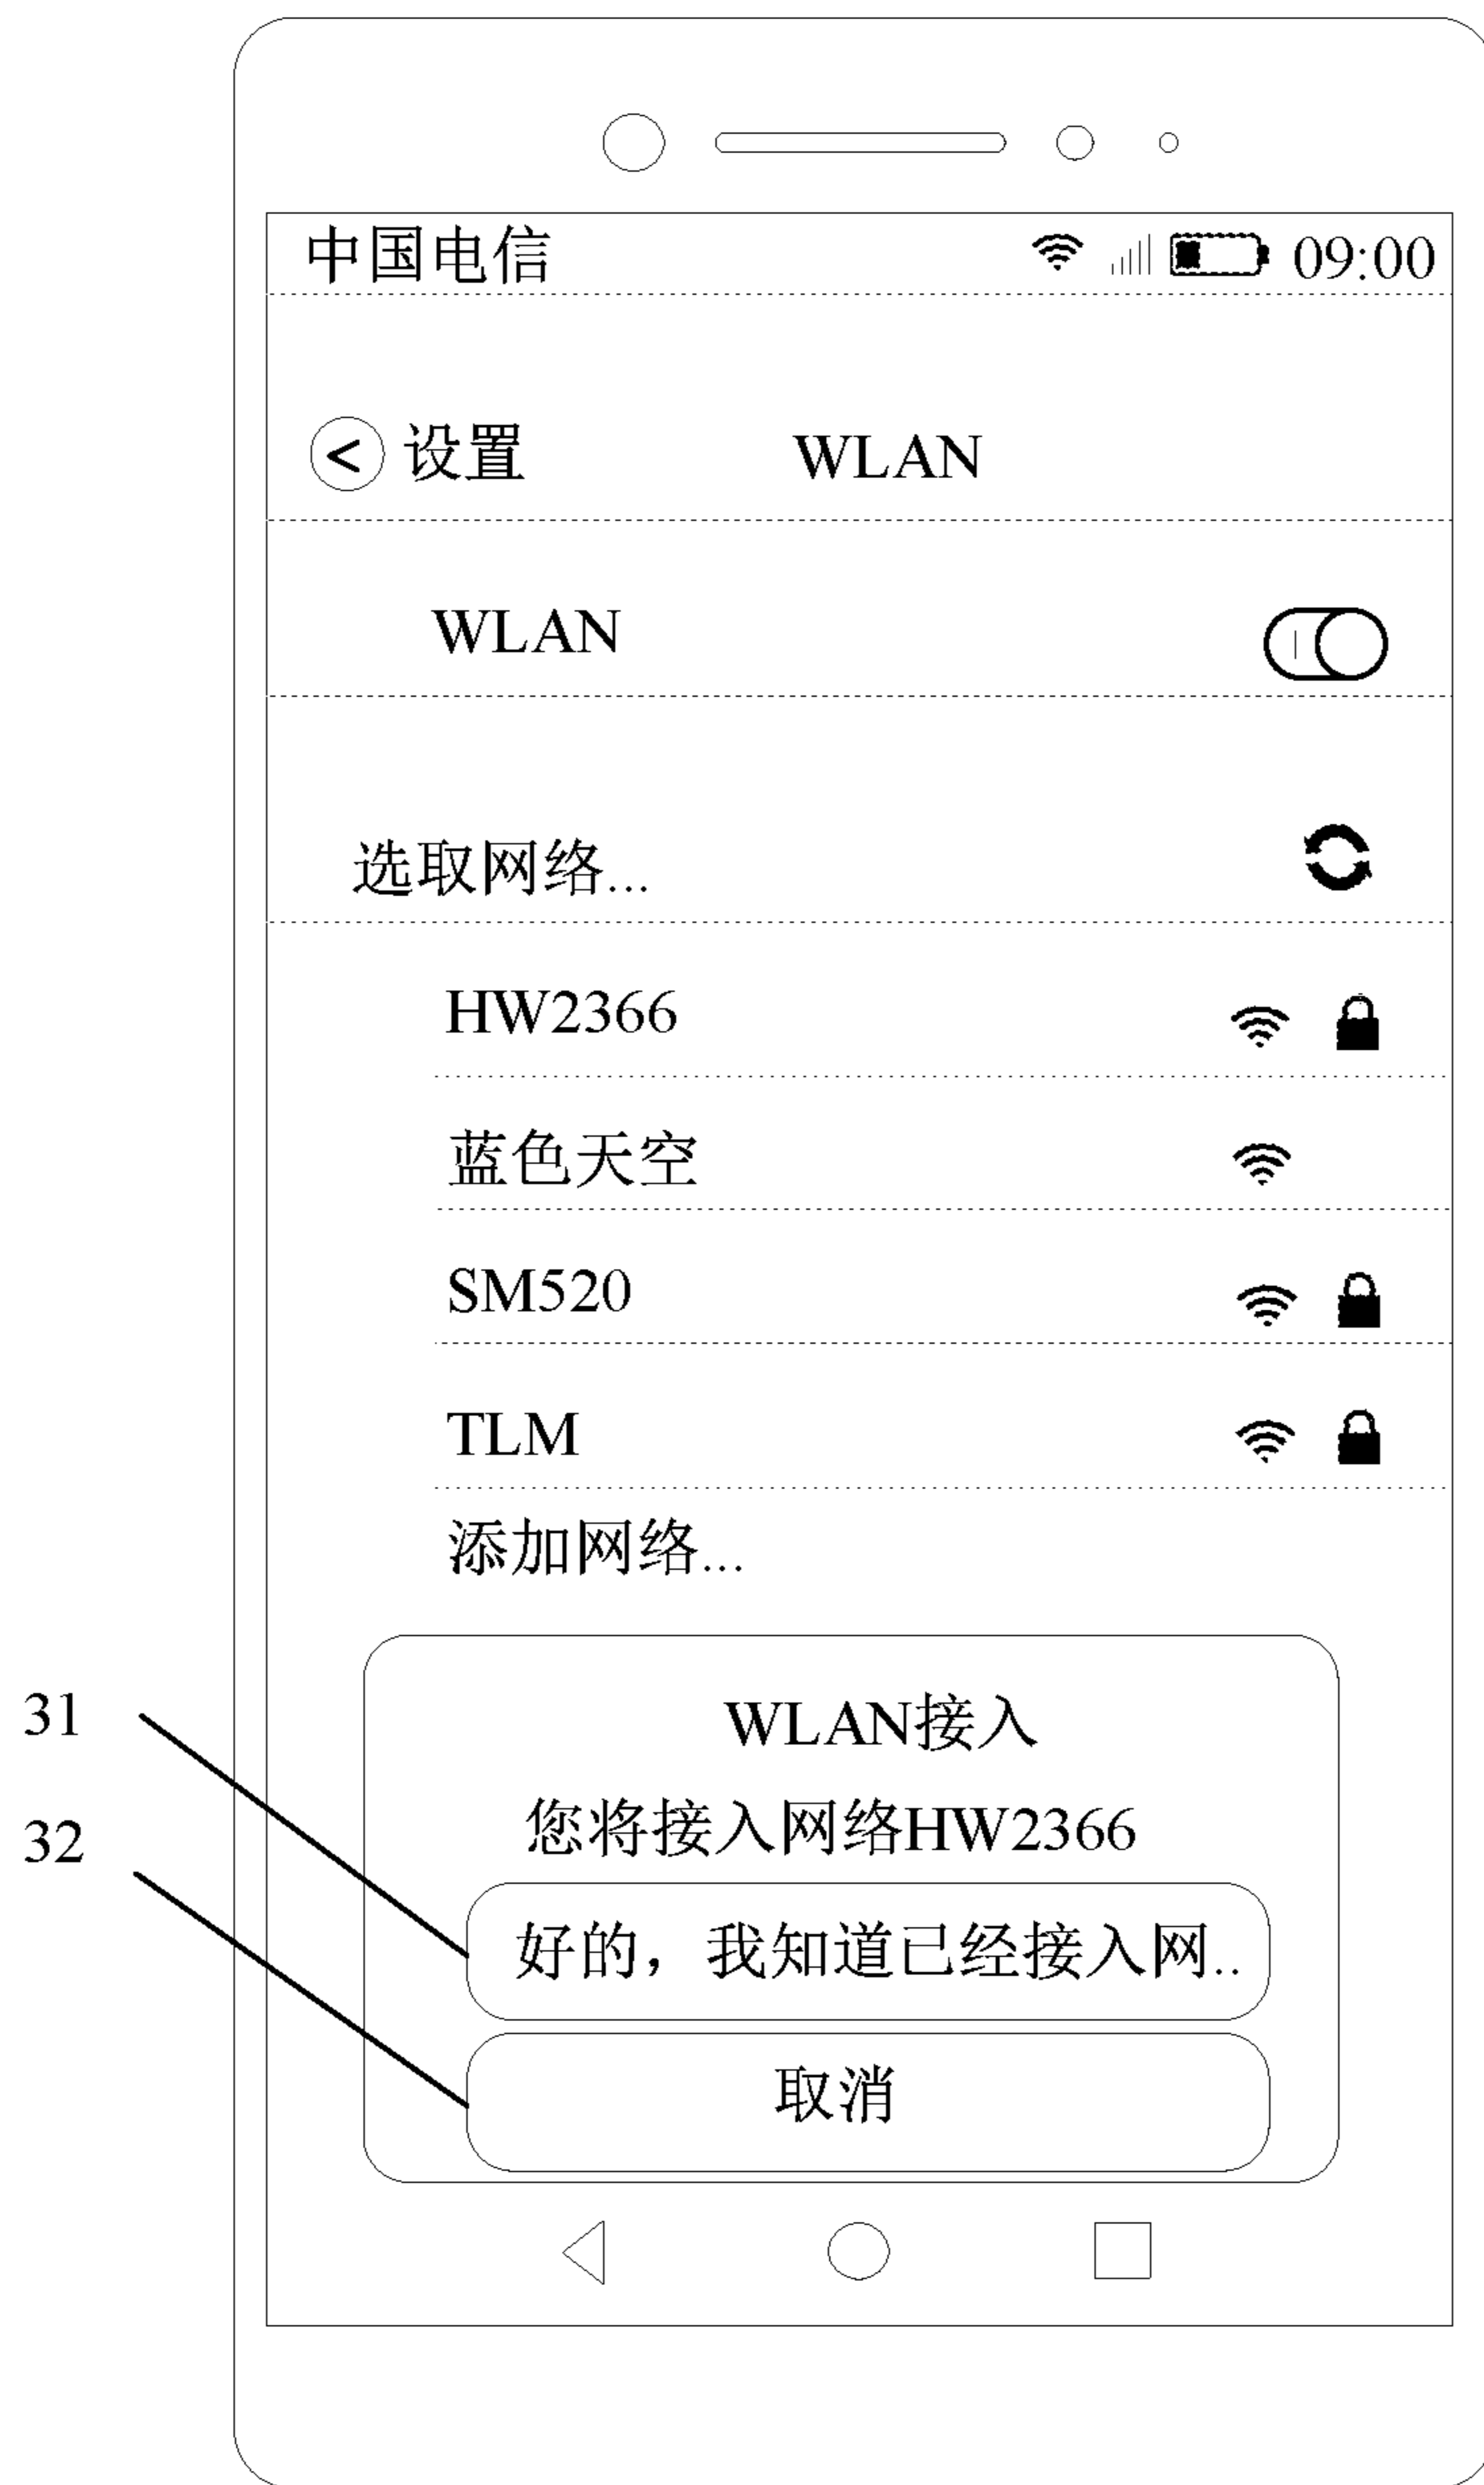 中国电信 09:00
< 设置 WLAN
WLAN
选取网络...
HW2366
蓝色天空
SM520
TLM
添加网络...
WLAN接入
您将接入网络HW2366
31
好的，我知道已经接入网..
32
取消